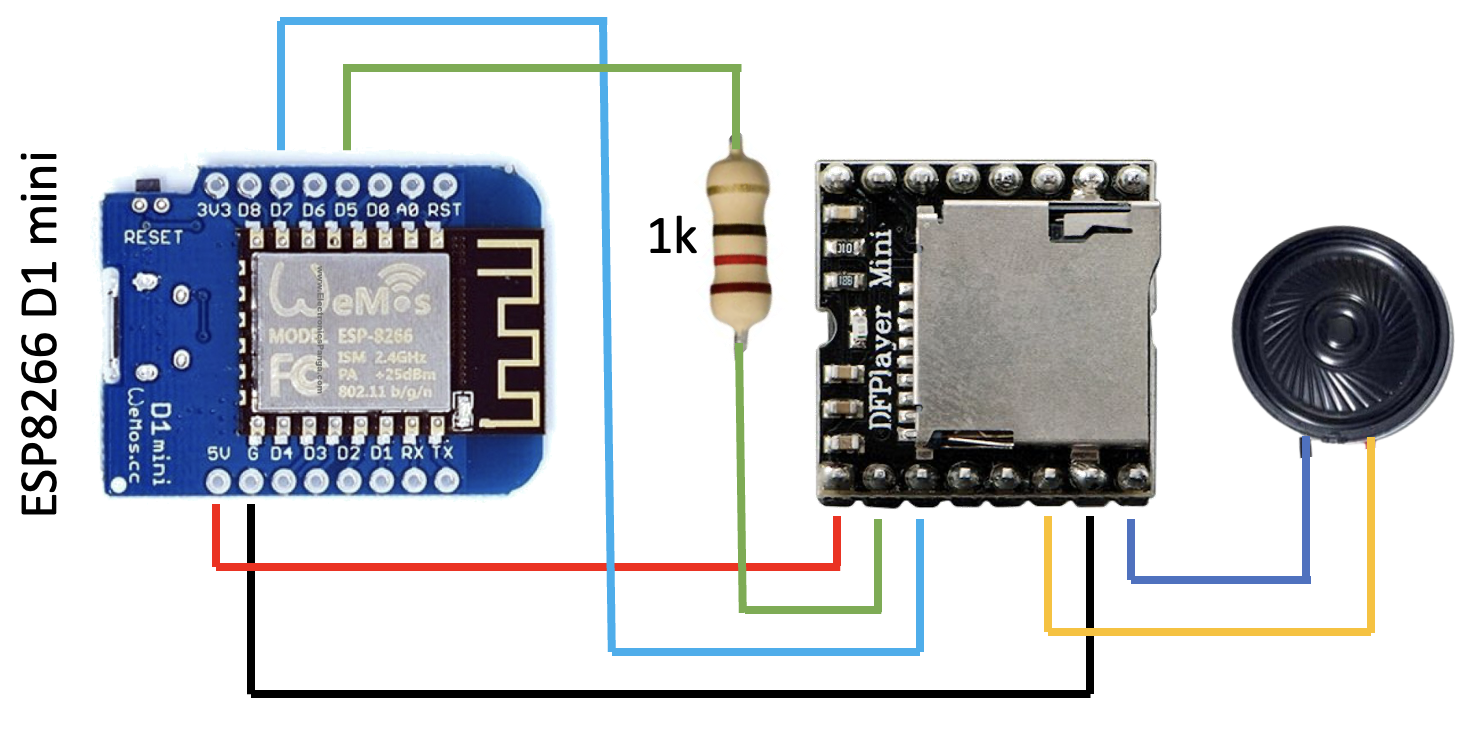 ESP8266 D1 mini
3V3 D8 D7 D6 D5 D0 A0 RST
RESET
WeMos
MODEL ESP-8266
ISM 2.4GHz
PA +25dBm
802.11 b/g/n
FC
5V G D4 D3 D2 D1 RX TX
D1 mini
WeMos.cc
1k
DFPlayer Mini